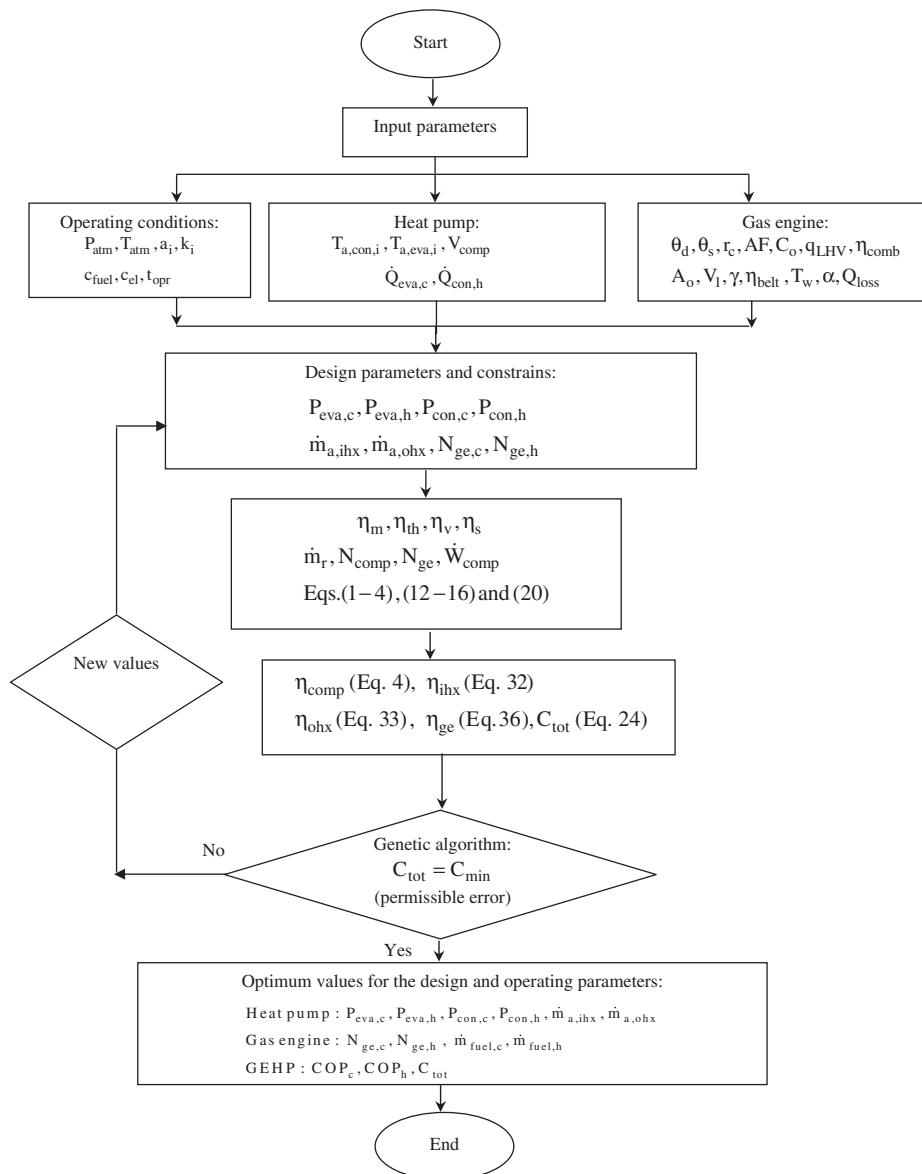 Start
Input parameters
Operating conditions:
P_atm, T_atm, a_i, k_i
c_fuel, c_el, t_opr
Heat pump:
T_a,con,i, T_a,eva,i, V_comp
Q̇_eva,c, Q̇_con,h
Gas engine:
θ_d, θ_s, r_c, AF, C_o, q_LHV, η_comb
A_o, V_l, γ, η_belt, T_w, α, Q_loss
Design parameters and constrains:
P_eva,c, P_eva,h, P_con,c, P_con,h
ṁ_a,ihx, ṁ_a,ohx, N_ge,c, N_ge,h
η_m, η_th, η_v, η_s
ṁ_r, N_comp, N_ge, Ẇ_comp
Eqs.(1−4), (12−16) and (20)
New values
η_comp (Eq. 4), η_ihx (Eq. 32)
η_ohx (Eq. 33), η_ge (Eq.36), C_tot (Eq. 24)
No
Genetic algorithm:
C_tot = C_min
(permissible error)
Yes
Optimum values for the design and operating parameters:
Heat pump : P_eva,c, P_eva,h, P_con,c, P_con,h, ṁ_a,ihx, ṁ_a,ohx
Gas engine : N_ge,c, N_ge,h, ṁ_fuel,c, ṁ_fuel,h
GEHP : COP_c, COP_h, C_tot
End